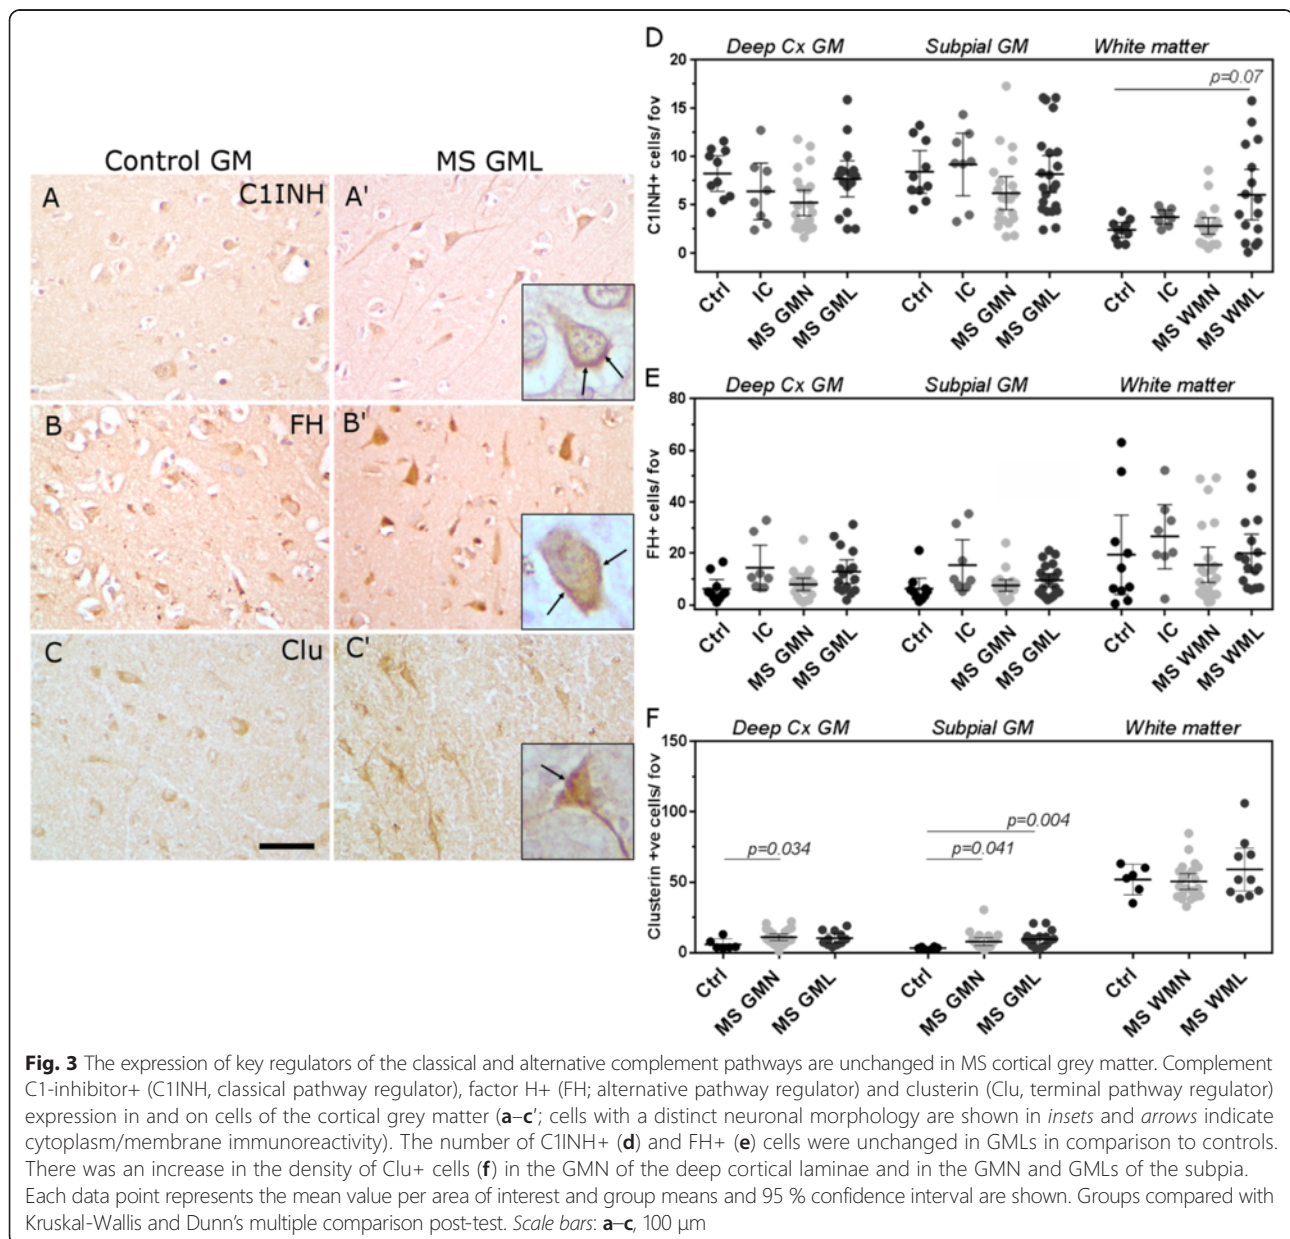 Control GM
MS GML
A
C1INH
A'
B
FH
B'
C
Clu
C'
D
Deep Cx GM
Subpial GM
White matter
p=0.07
C1INH+ cells/ fov
20
15
10
5
0
Ctrl
IC
MS GMN
MS GML
Ctrl
IC
MS GMN
MS GML
Ctrl
IC
MS WMN
MS WML
E
Deep Cx GM
Subpial GM
White matter
FH+ cells/ fov
80
60
40
20
0
Ctrl
IC
MS GMN
MS GML
Ctrl
IC
MS GMN
MS GML
Ctrl
IC
MS WMN
MS WML
F
Deep Cx GM
Subpial GM
White matter
Clusterin +ve cells/ fov
150
100
50
0
p=0.034
p=0.041
p=0.004
Ctrl
MS GMN
MS GML
Ctrl
MS GMN
MS GML
Ctrl
MS WMN
MS WML
Fig. 3 The expression of key regulators of the classical and alternative complement pathways are unchanged in MS cortical grey matter. Complement
C1-inhibitor+ (C1INH, classical pathway regulator), factor H+ (FH; alternative pathway regulator) and clusterin (Clu, terminal pathway regulator)
expression in and on cells of the cortical grey matter (a–c′; cells with a distinct neuronal morphology are shown in insets and arrows indicate
cytoplasm/membrane immunoreactivity). The number of C1INH+ (d) and FH+ (e) cells were unchanged in GMLs in comparison to controls.
There was an increase in the density of Clu+ cells (f) in the GMN of the deep cortical laminae and in the GMN and GMLs of the subpia.
Each data point represents the mean value per area of interest and group means and 95 % confidence interval are shown. Groups compared with
Kruskal-Wallis and Dunn's multiple comparison post-test. Scale bars: a–c, 100 μm